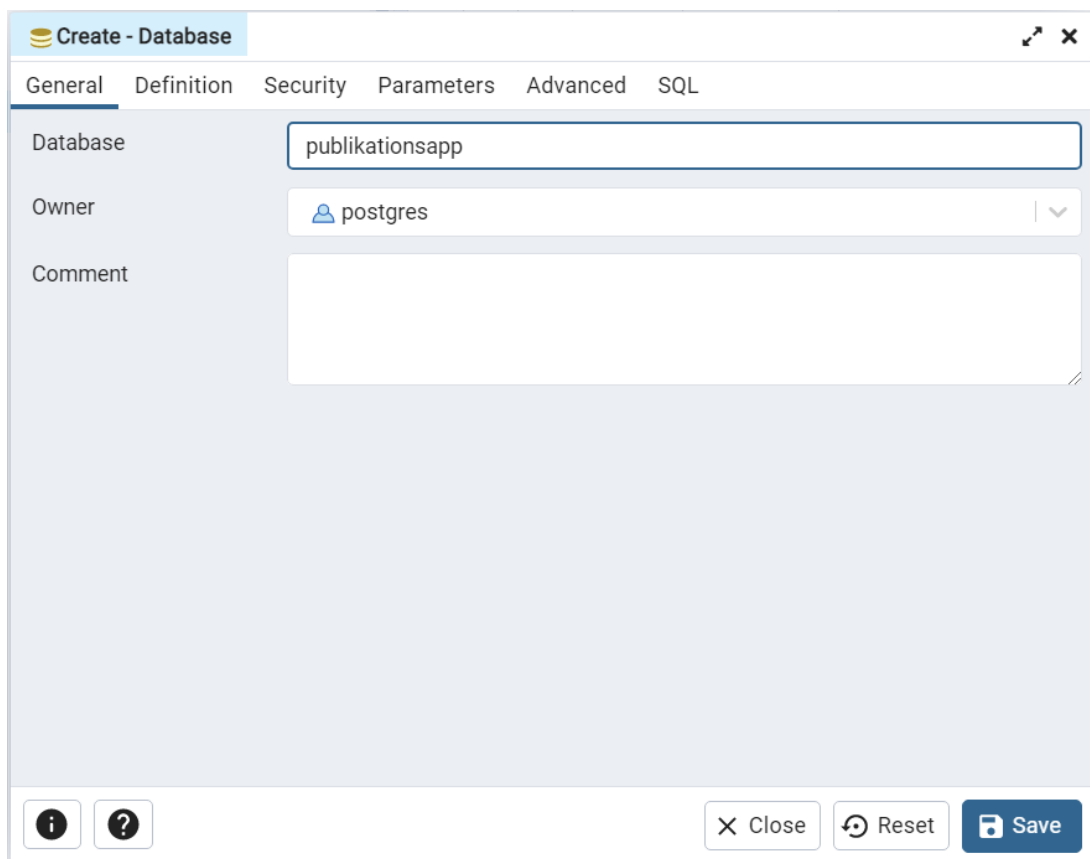 Create - Database
General Definition Security Parameters Advanced SQL
Database publikationsapp
Owner postgres
Comment
Close Reset Save